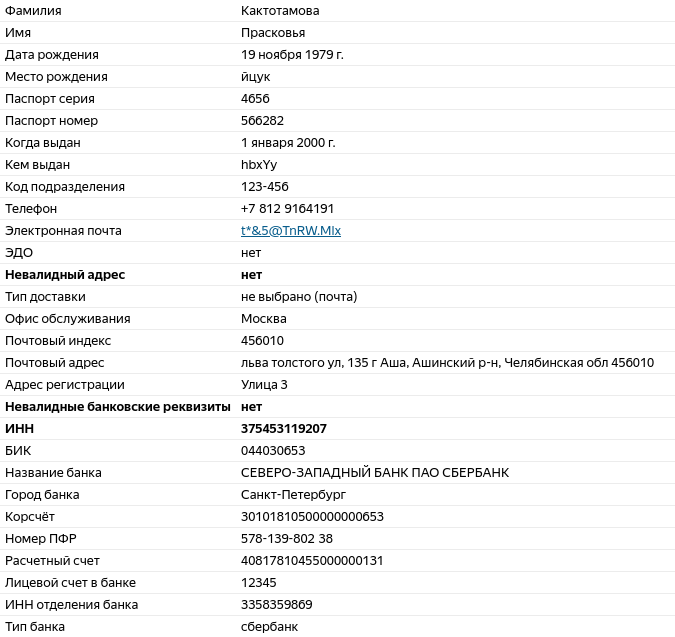 Фамилия Кактотамова
Имя Прасковья
Дата рождения 19 ноября 1979 г.
Место рождения йцук
Паспорт серия 4656
Паспорт номер 566282
Когда выдан 1 января 2000 г.
Кем выдан hbxYy
Код подразделения 123-456
Телефон +7 812 9164191
Электронная почта t*&5@TnRW.MIx
ЭДО нет
Невалидный адрес нет
Тип доставки не выбрано (почта)
Офис обслуживания Москва
Почтовый индекс 456010
Почтовый адрес льва толстого ул, 135 г Аша, Ашинский р-н, Челябинская обл 456010
Адрес регистрации Улица 3
Невалидные банковские реквизиты нет
ИНН 375453119207
БИК 044030653
Название банка СЕВЕРО-ЗАПАДНЫЙ БАНК ПАО СБЕРБАНК
Город банка Санкт-Петербург
Корсчёт 30101810500000000653
Номер ПФР 578-139-802 38
Расчетный счет 40817810455000000131
Лицевой счет в банке 12345
ИНН отделения банка 3358359869
Тип банка сбербанк